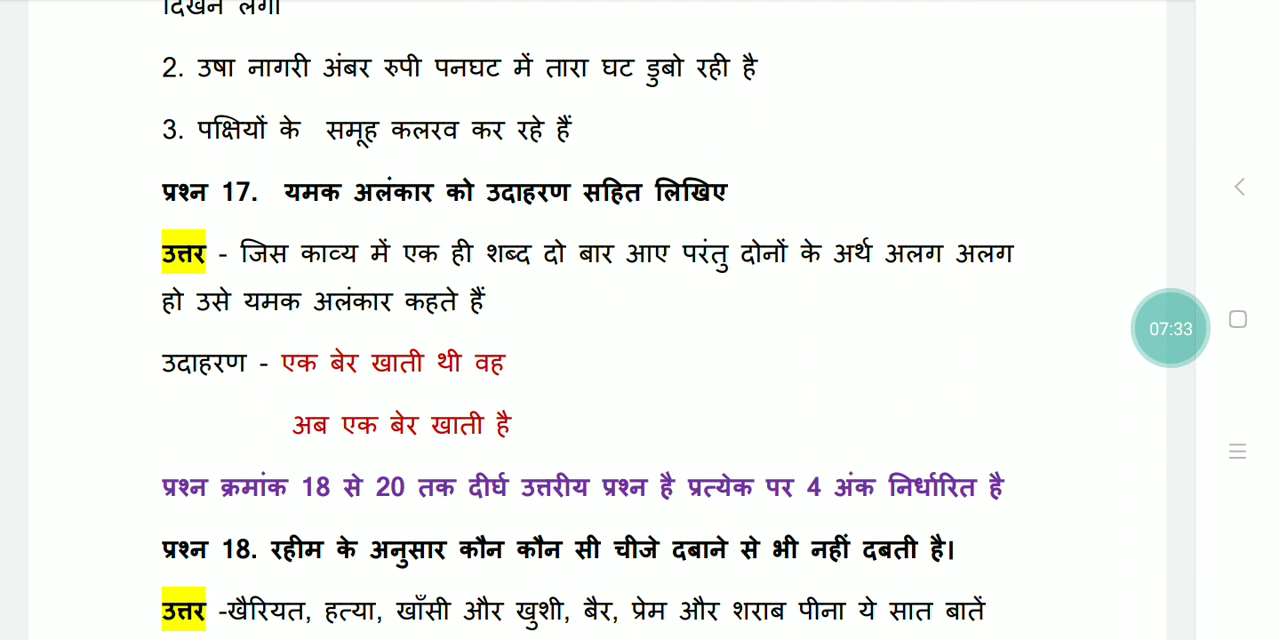 दिखने लगा
2. उषा नागरी अंबर रुपी पनघट में तारा घट डुबो रही है
3. पक्षियों के समूह कलरव कर रहे हैं
प्रश्न 17. यमक अलंकार को उदाहरण सहित लिखिए
उत्तर - जिस काव्य में एक ही शब्द दो बार आए परंतु दोनों के अर्थ अलग अलग
हो उसे यमक अलंकार कहते हैं
उदाहरण - एक बेर खाती थी वह
अब एक बेर खाती है
प्रश्न क्रमांक 18 से 20 तक दीर्घ उत्तरीय प्रश्न है प्रत्येक पर 4 अंक निर्धारित है
प्रश्न 18. रहीम के अनुसार कौन कौन सी चीजे दबाने से भी नहीं दबती है।
उत्तर -खैरियत, हत्या, खाँसी और खुशी, बैर, प्रेम और शराब पीना ये सात बातें
07:33